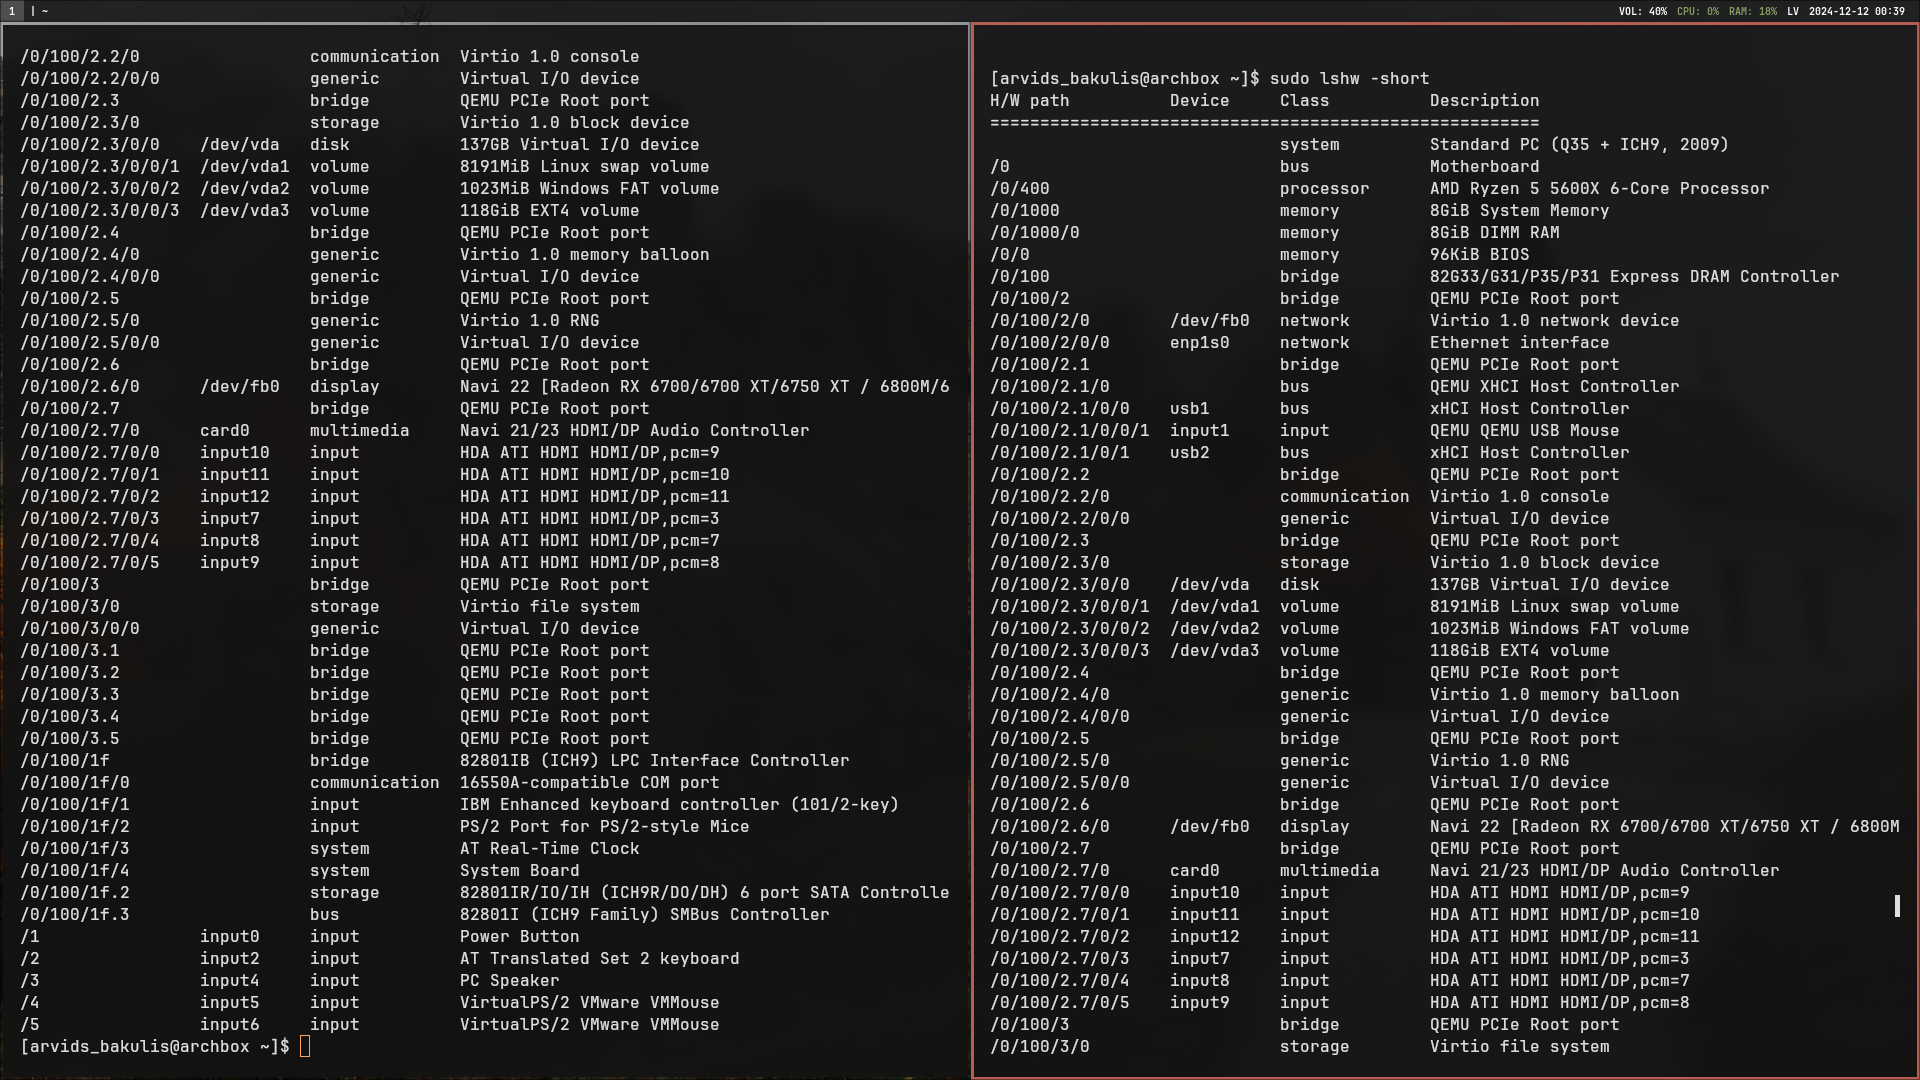 1 | ~ VOL: 40% CPU: 0% RAM: 18% LV 2024-12-12 00:39
/0/100/2.2/0 communication Virtio 1.0 console
/0/100/2.2/0/0 generic Virtual I/O device
/0/100/2.3 bridge QEMU PCIe Root port
/0/100/2.3/0 storage Virtio 1.0 block device
/0/100/2.3/0/0 /dev/vda disk 137GB Virtual I/O device
/0/100/2.3/0/0/1 /dev/vda1 volume 8191MiB Linux swap volume
/0/100/2.3/0/0/2 /dev/vda2 volume 1023MiB Windows FAT volume
/0/100/2.3/0/0/3 /dev/vda3 volume 118GiB EXT4 volume
/0/100/2.4 bridge QEMU PCIe Root port
/0/100/2.4/0 generic Virtio 1.0 memory balloon
/0/100/2.4/0/0 generic Virtual I/O device
/0/100/2.5 bridge QEMU PCIe Root port
/0/100/2.5/0 generic Virtio 1.0 RNG
/0/100/2.5/0/0 generic Virtual I/O device
/0/100/2.6 bridge QEMU PCIe Root port
/0/100/2.6/0 /dev/fb0 display Navi 22 [Radeon RX 6700/6700 XT/6750 XT / 6800M/6
/0/100/2.7 bridge QEMU PCIe Root port
/0/100/2.7/0 card0 multimedia Navi 21/23 HDMI/DP Audio Controller
/0/100/2.7/0/0 input10 input HDA ATI HDMI HDMI/DP,pcm=9
/0/100/2.7/0/1 input11 input HDA ATI HDMI HDMI/DP,pcm=10
/0/100/2.7/0/2 input12 input HDA ATI HDMI HDMI/DP,pcm=11
/0/100/2.7/0/3 input7 input HDA ATI HDMI HDMI/DP,pcm=3
/0/100/2.7/0/4 input8 input HDA ATI HDMI HDMI/DP,pcm=7
/0/100/2.7/0/5 input9 input HDA ATI HDMI HDMI/DP,pcm=8
/0/100/3 bridge QEMU PCIe Root port
/0/100/3/0 storage Virtio file system
/0/100/3/0/0 generic Virtual I/O device
/0/100/3.1 bridge QEMU PCIe Root port
/0/100/3.2 bridge QEMU PCIe Root port
/0/100/3.3 bridge QEMU PCIe Root port
/0/100/3.4 bridge QEMU PCIe Root port
/0/100/3.5 bridge QEMU PCIe Root port
/0/100/1f bridge 82801IB (ICH9) LPC Interface Controller
/0/100/1f/0 communication 16550A-compatible COM port
/0/100/1f/1 input IBM Enhanced keyboard controller (101/2-key)
/0/100/1f/2 input PS/2 Port for PS/2-style Mice
/0/100/1f/3 system AT Real-Time Clock
/0/100/1f/4 system System Board
/0/100/1f.2 storage 82801IR/IO/IH (ICH9R/DO/DH) 6 port SATA Controlle
/0/100/1f.3 bus 82801I (ICH9 Family) SMBus Controller
/1 input0 input Power Button
/2 input2 input AT Translated Set 2 keyboard
/3 input4 input PC Speaker
/4 input5 input VirtualPS/2 VMware VMMouse
/5 input6 input VirtualPS/2 VMware VMMouse
[arvids_bakulis@archbox ~]$
[arvids_bakulis@archbox ~]$ sudo lshw -short
H/W path Device Class Description
=======================================================
system Standard PC (Q35 + ICH9, 2009)
/0 bus Motherboard
/0/400 processor AMD Ryzen 5 5600X 6-Core Processor
/0/1000 memory 8GiB System Memory
/0/1000/0 memory 8GiB DIMM RAM
/0/0 memory 96KiB BIOS
/0/100 bridge 82G33/G31/P35/P31 Express DRAM Controller
/0/100/2 bridge QEMU PCIe Root port
/0/100/2/0 /dev/fb0 network Virtio 1.0 network device
/0/100/2/0/0 enp1s0 network Ethernet interface
/0/100/2.1 bridge QEMU PCIe Root port
/0/100/2.1/0 bus QEMU XHCI Host Controller
/0/100/2.1/0/0 usb1 bus xHCI Host Controller
/0/100/2.1/0/0/1 input1 input QEMU QEMU USB Mouse
/0/100/2.1/0/1 usb2 bus xHCI Host Controller
/0/100/2.2 bridge QEMU PCIe Root port
/0/100/2.2/0 communication Virtio 1.0 console
/0/100/2.2/0/0 generic Virtual I/O device
/0/100/2.3 bridge QEMU PCIe Root port
/0/100/2.3/0 storage Virtio 1.0 block device
/0/100/2.3/0/0 /dev/vda disk 137GB Virtual I/O device
/0/100/2.3/0/0/1 /dev/vda1 volume 8191MiB Linux swap volume
/0/100/2.3/0/0/2 /dev/vda2 volume 1023MiB Windows FAT volume
/0/100/2.3/0/0/3 /dev/vda3 volume 118GiB EXT4 volume
/0/100/2.4 bridge QEMU PCIe Root port
/0/100/2.4/0 generic Virtio 1.0 memory balloon
/0/100/2.4/0/0 generic Virtual I/O device
/0/100/2.5 bridge QEMU PCIe Root port
/0/100/2.5/0 generic Virtio 1.0 RNG
/0/100/2.5/0/0 generic Virtual I/O device
/0/100/2.6 bridge QEMU PCIe Root port
/0/100/2.6/0 /dev/fb0 display Navi 22 [Radeon RX 6700/6700 XT/6750 XT / 6800M
/0/100/2.7 bridge QEMU PCIe Root port
/0/100/2.7/0 card0 multimedia Navi 21/23 HDMI/DP Audio Controller
/0/100/2.7/0/0 input10 input HDA ATI HDMI HDMI/DP,pcm=9
/0/100/2.7/0/1 input11 input HDA ATI HDMI HDMI/DP,pcm=10
/0/100/2.7/0/2 input12 input HDA ATI HDMI HDMI/DP,pcm=11
/0/100/2.7/0/3 input7 input HDA ATI HDMI HDMI/DP,pcm=3
/0/100/2.7/0/4 input8 input HDA ATI HDMI HDMI/DP,pcm=7
/0/100/2.7/0/5 input9 input HDA ATI HDMI HDMI/DP,pcm=8
/0/100/3 bridge QEMU PCIe Root port
/0/100/3/0 storage Virtio file system